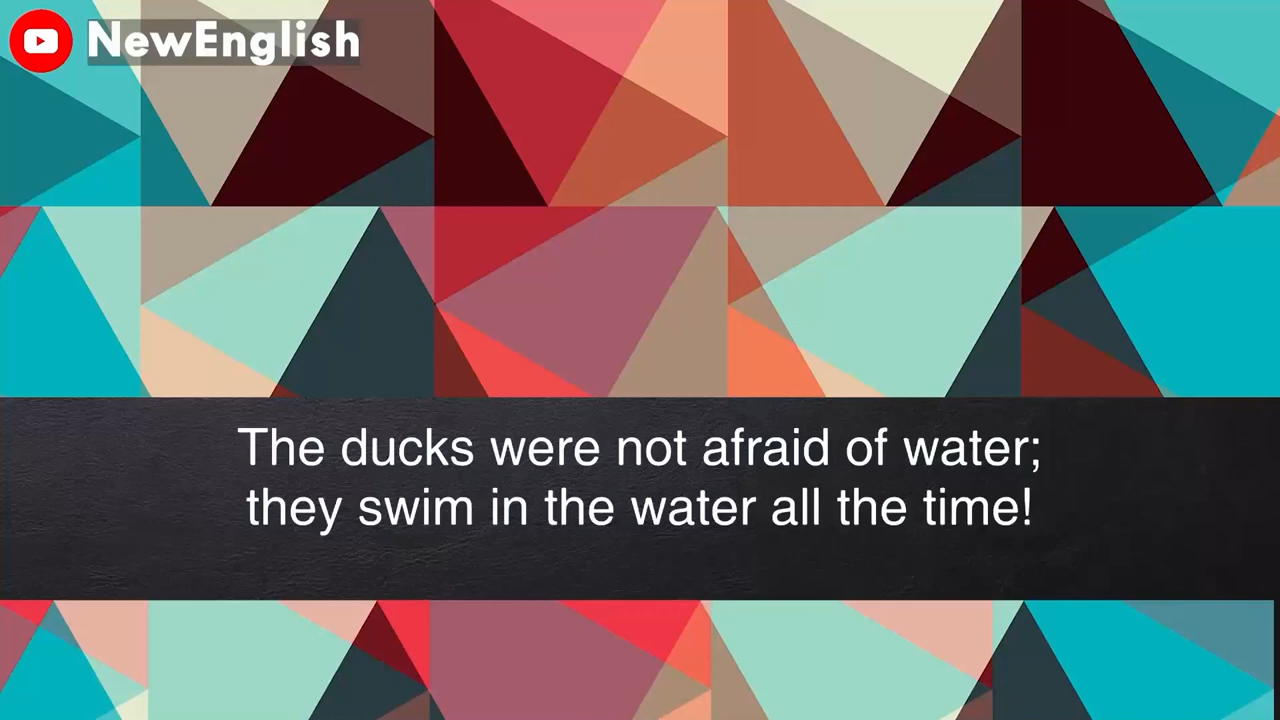 NewEnglish
The ducks were not afraid of water;
they swim in the water all the time!